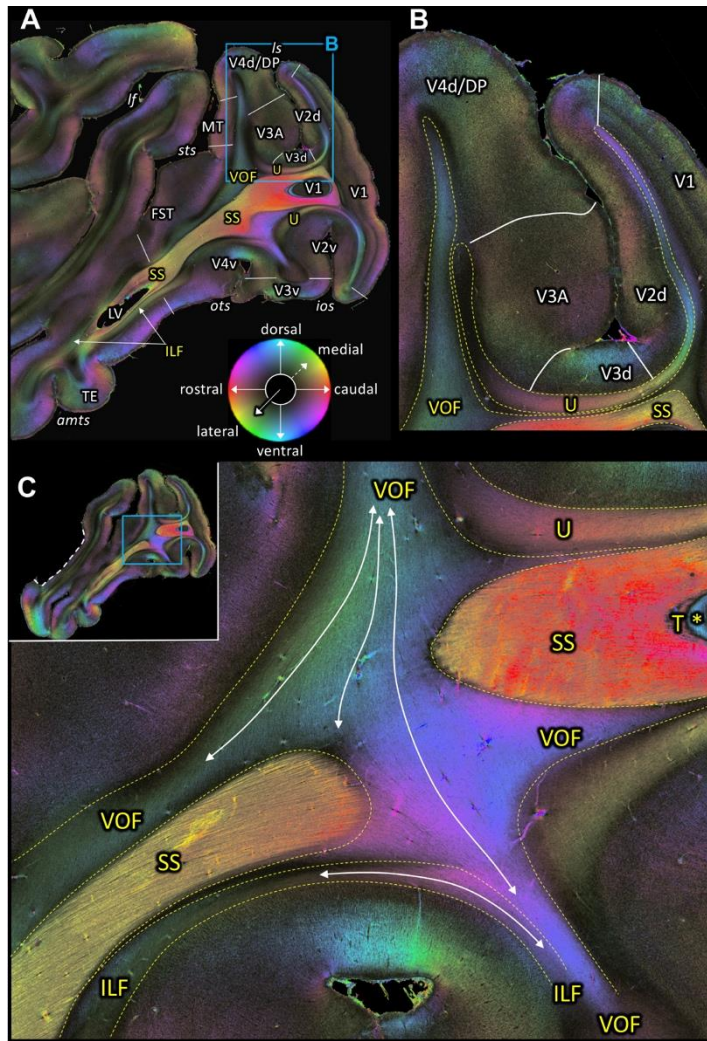 A
ls
B
V4d/DP
lf
V2d
MT
V3A
sts
V3d
U
VOF
V1
V1
FST
SS
U
V2v
SS
V4v
LV
V3v
ots
ios
ILF
dorsal
medial
TE
rostral
caudal
amts
lateral
ventral
B
V4d/DP
V1
V3A
V2d
V3d
VOF
U
SS
C
VOF
U
SS
T *
VOF
VOF
SS
ILF
ILF
VOF